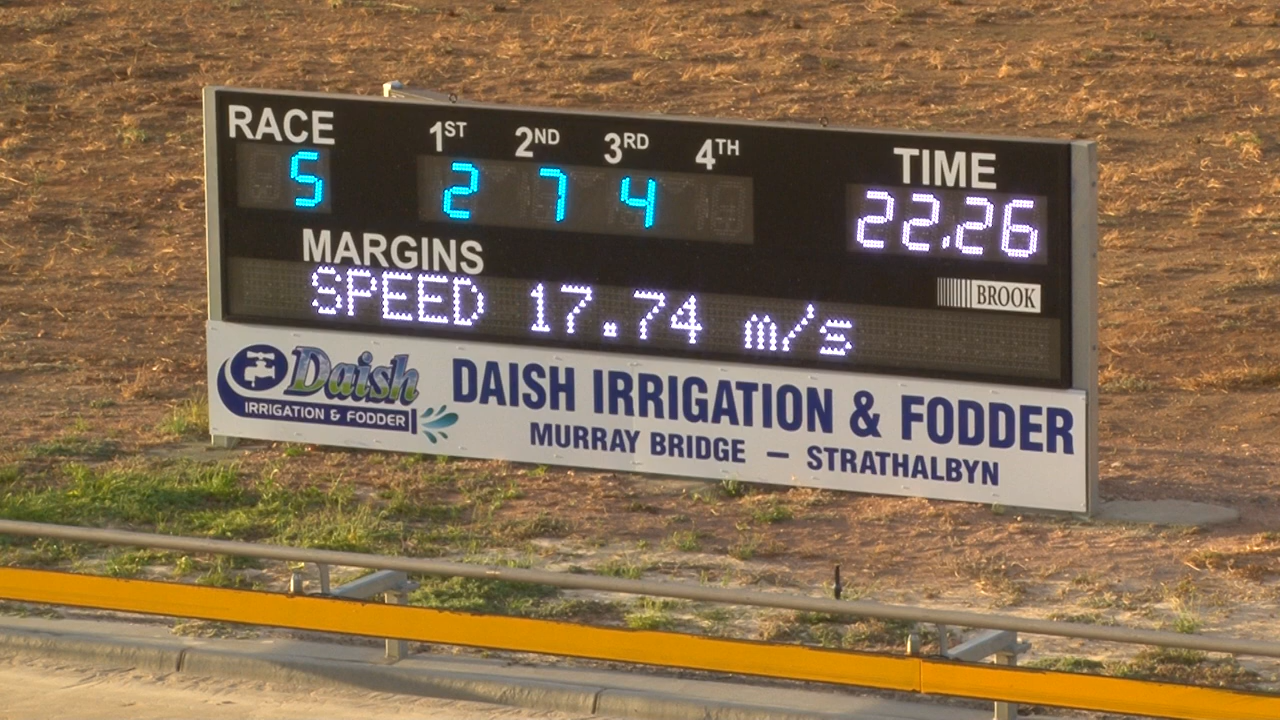 RACE 1ST 2ND 3RD 4TH TIME
5 2 7 4 22.26
MARGINS
SPEED 17.74 m/s
BROOK
Daish
IRRIGATION & FODDER
DAISH IRRIGATION & FODDER
MURRAY BRIDGE – STRATHALBYN